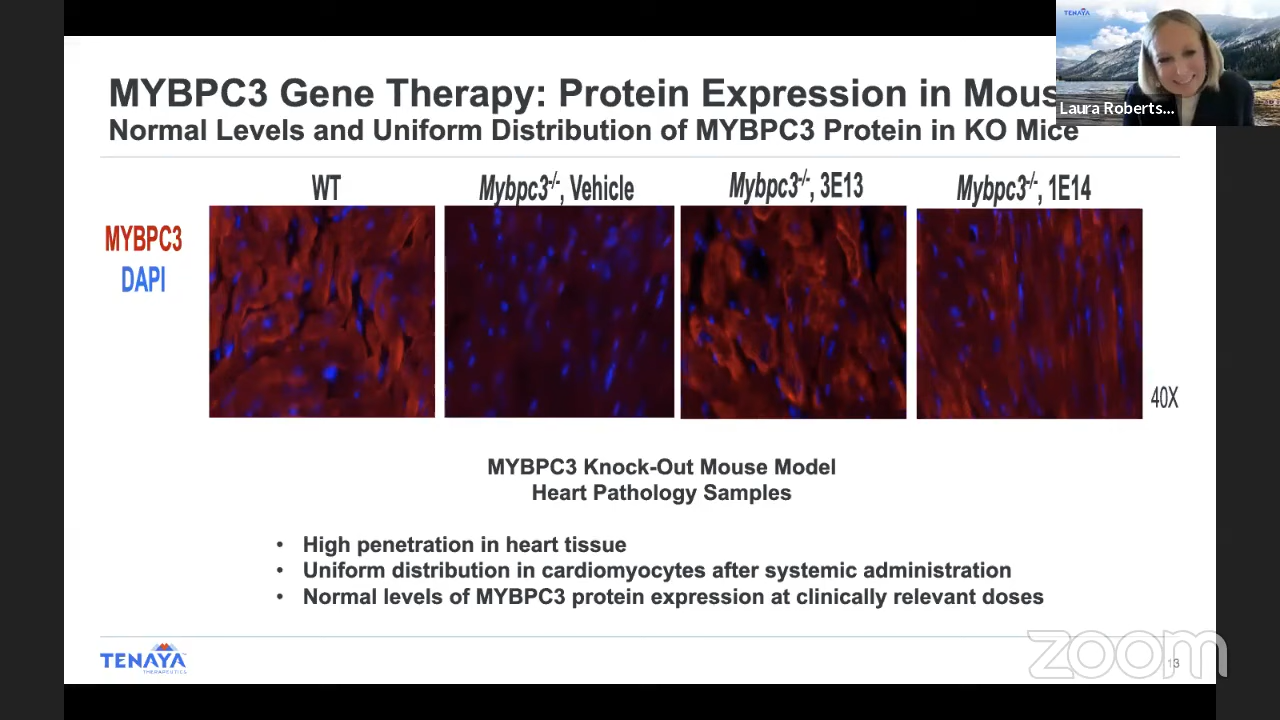 TENAYA
Laura Roberts...
MYBPC3 Gene Therapy: Protein Expression in Mous
Normal Levels and Uniform Distribution of MYBPC3 Protein in KO Mice
WT
Mybpc3-/-, Vehicle
Mybpc3-/-, 3E13
Mybpc3-/-, 1E14
MYBPC3
DAPI
40X
MYBPC3 Knock-Out Mouse Model
Heart Pathology Samples
• High penetration in heart tissue
• Uniform distribution in cardiomyocytes after systemic administration
• Normal levels of MYBPC3 protein expression at clinically relevant doses
TENAYA
THERAPEUTICS
zoom
13